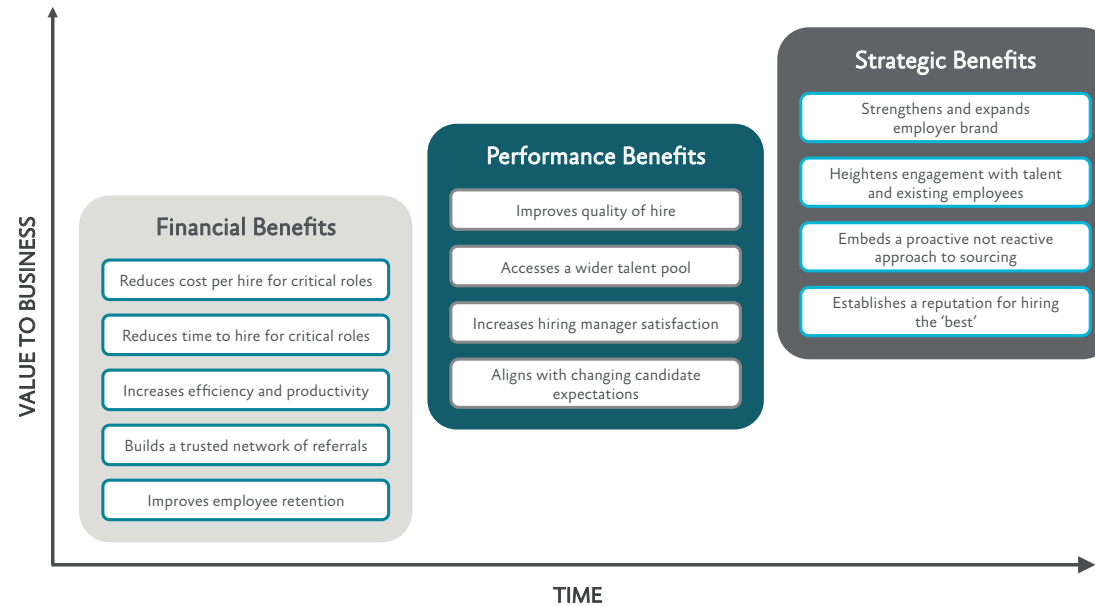 VALUE TO BUSINESS
Financial Benefits
Reduces cost per hire for critical roles
Reduces time to hire for critical roles
Increases efficiency and productivity
Builds a trusted network of referrals
Improves employee retention
Performance Benefits
Improves quality of hire
Accesses a wider talent pool
Increases hiring manager satisfaction
Aligns with changing candidate
expectations
Strategic Benefits
Strengthens and expands
employer brand
Heightens engagement with talent
and existing employees
Embeds a proactive not reactive
approach to sourcing
Establishes a reputation for hiring
the ‘best’
TIME